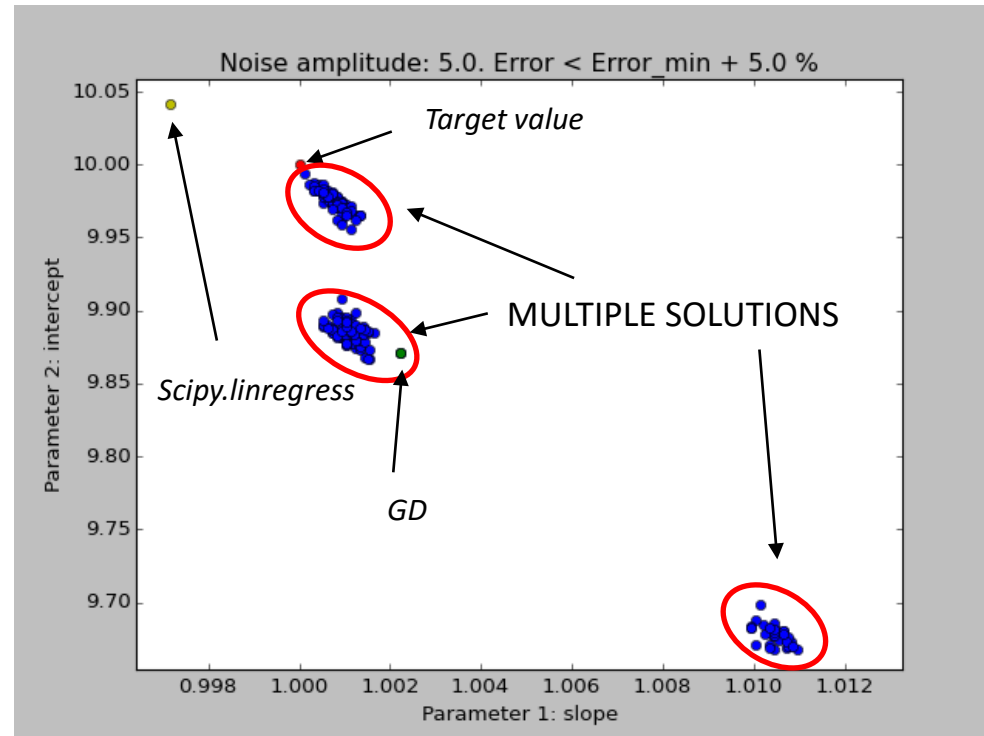 Noise amplitude: 5.0. Error < Error_min + 5.0 %
10.05
Target value
10.00
9.95
9.90
MULTIPLE SOLUTIONS
9.85
Scipy.linregress
9.80
GD
9.75
9.70
Parameter 2: intercept
0.998 1.000 1.002 1.004 1.006 1.008 1.010 1.012
Parameter 1: slope